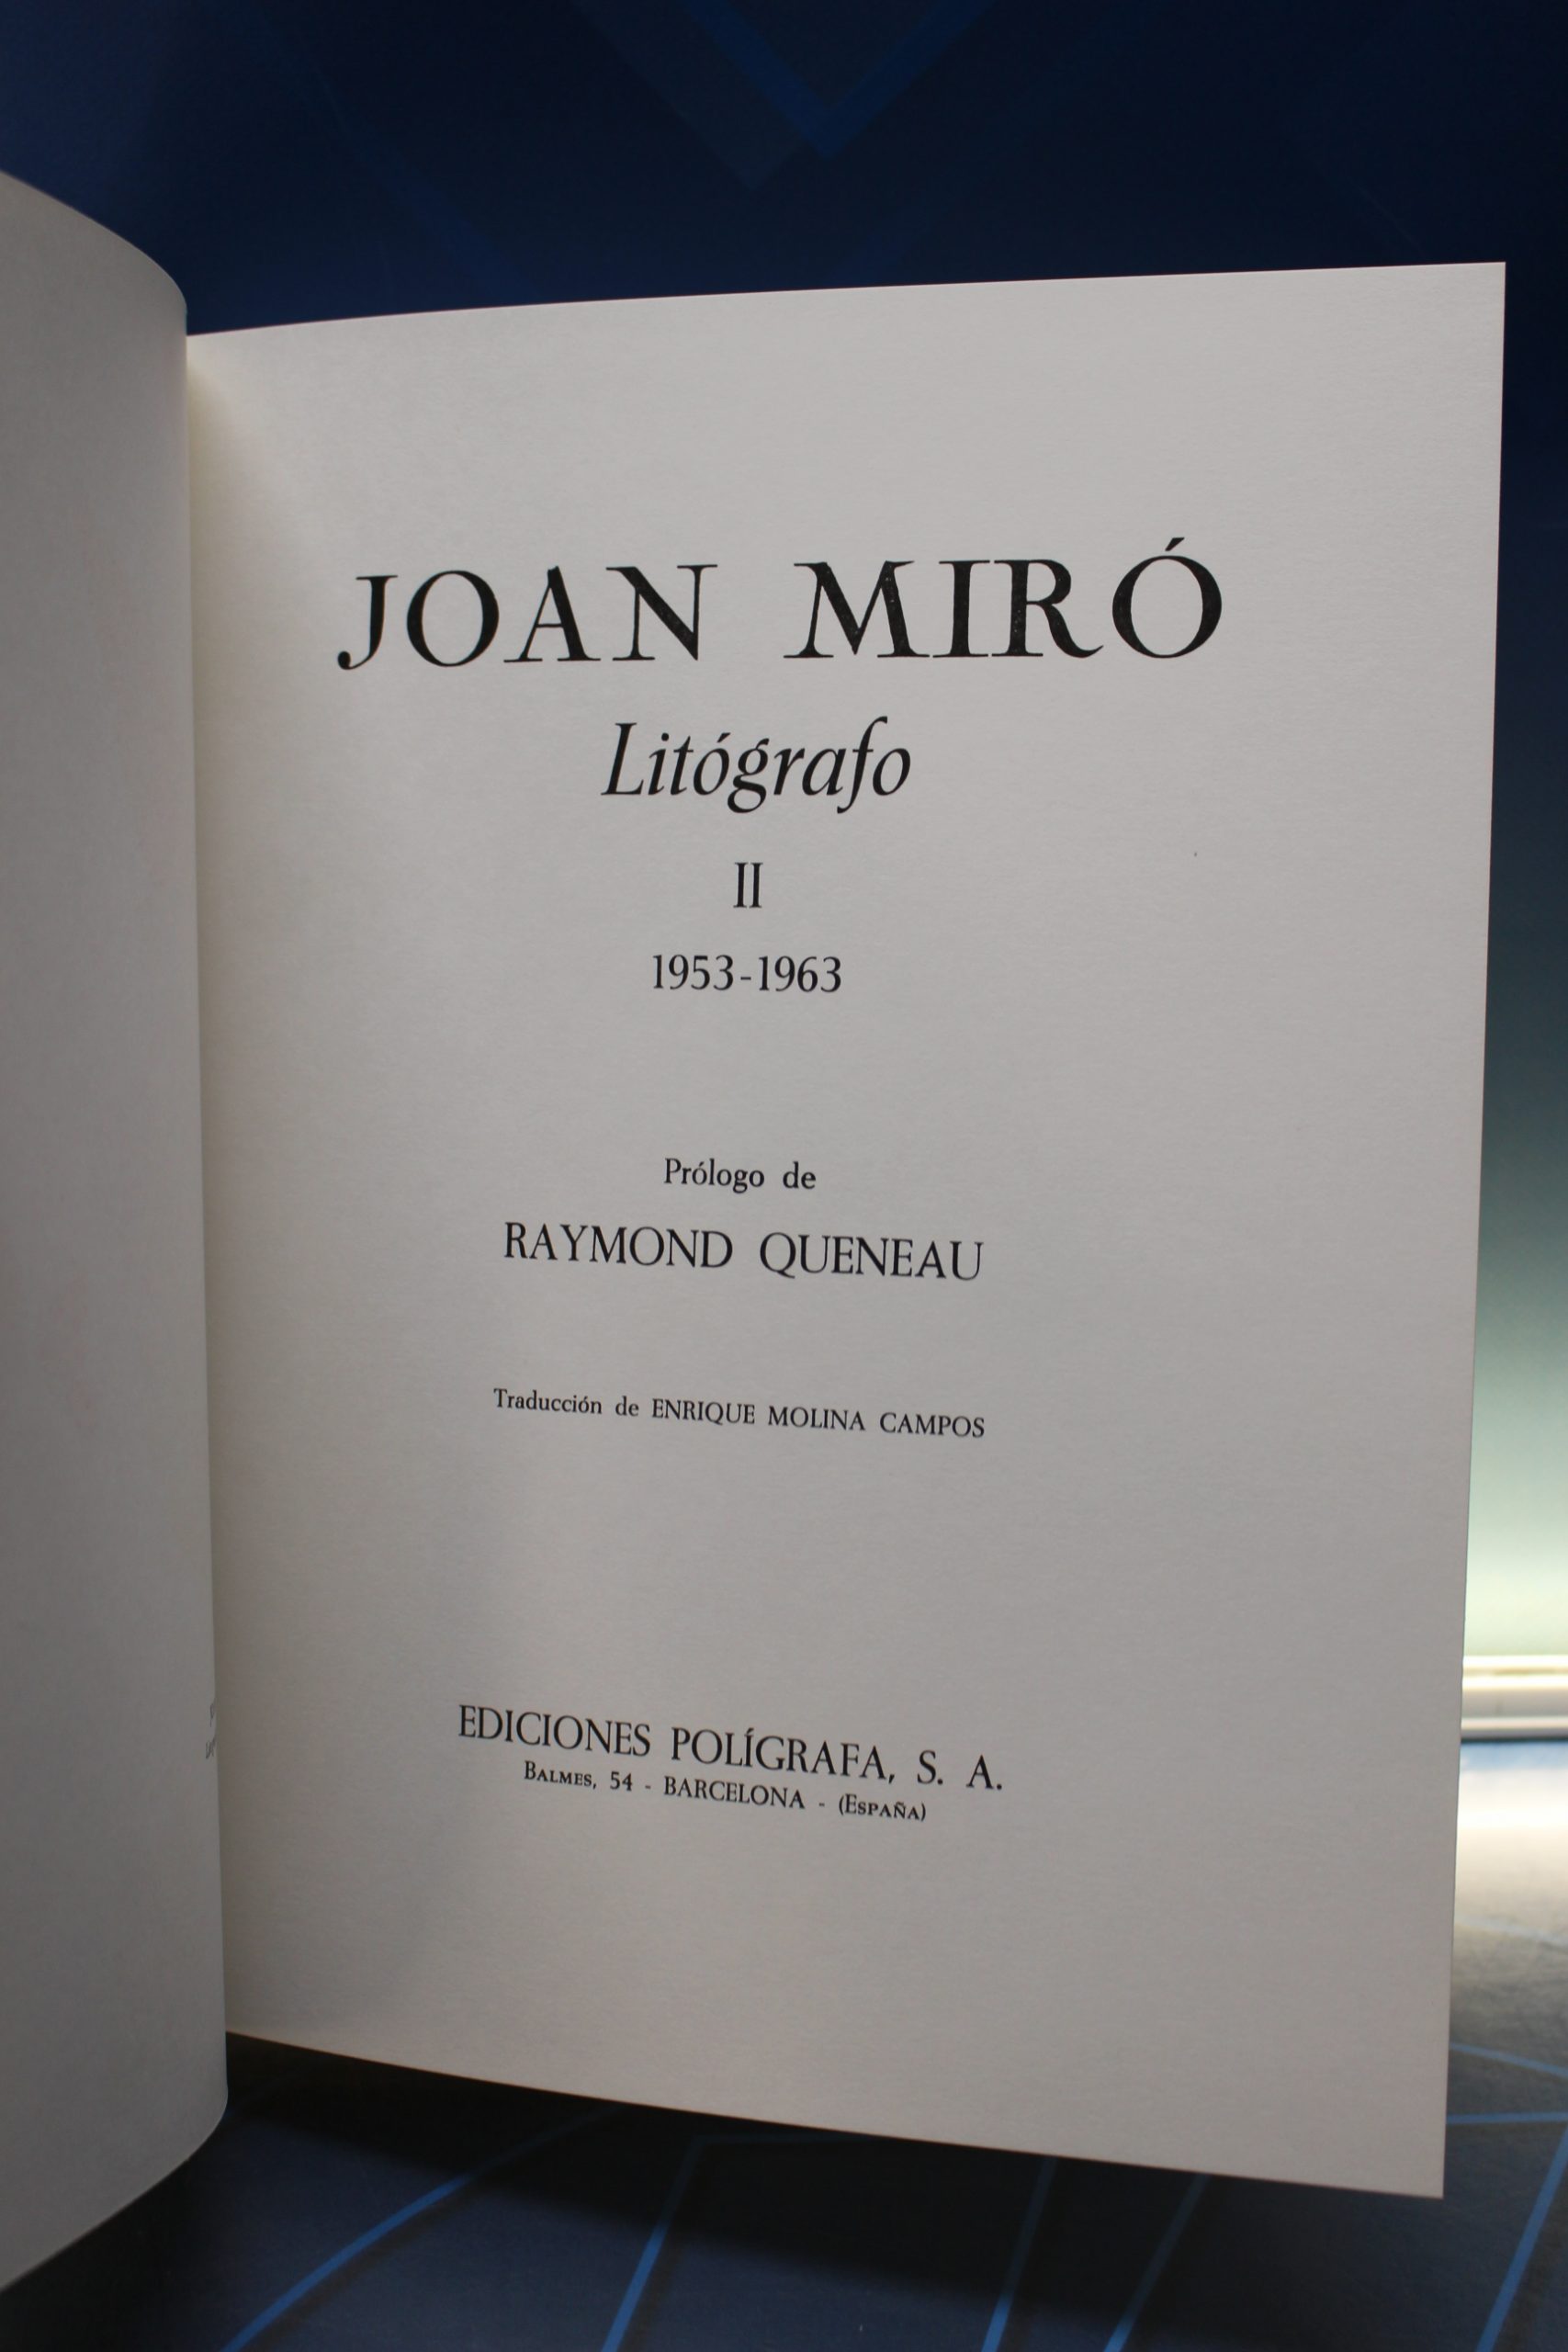 JOAN MIRÓ
Litógrafo
II
1953-1963
Prólogo de
RAYMOND QUENEAU
Traducción de ENRIQUE MOLINA CAMPOS
EDICIONES POLÍGRAFA, S. A.
BALMES, 54 - BARCELONA - (ESPAÑA)